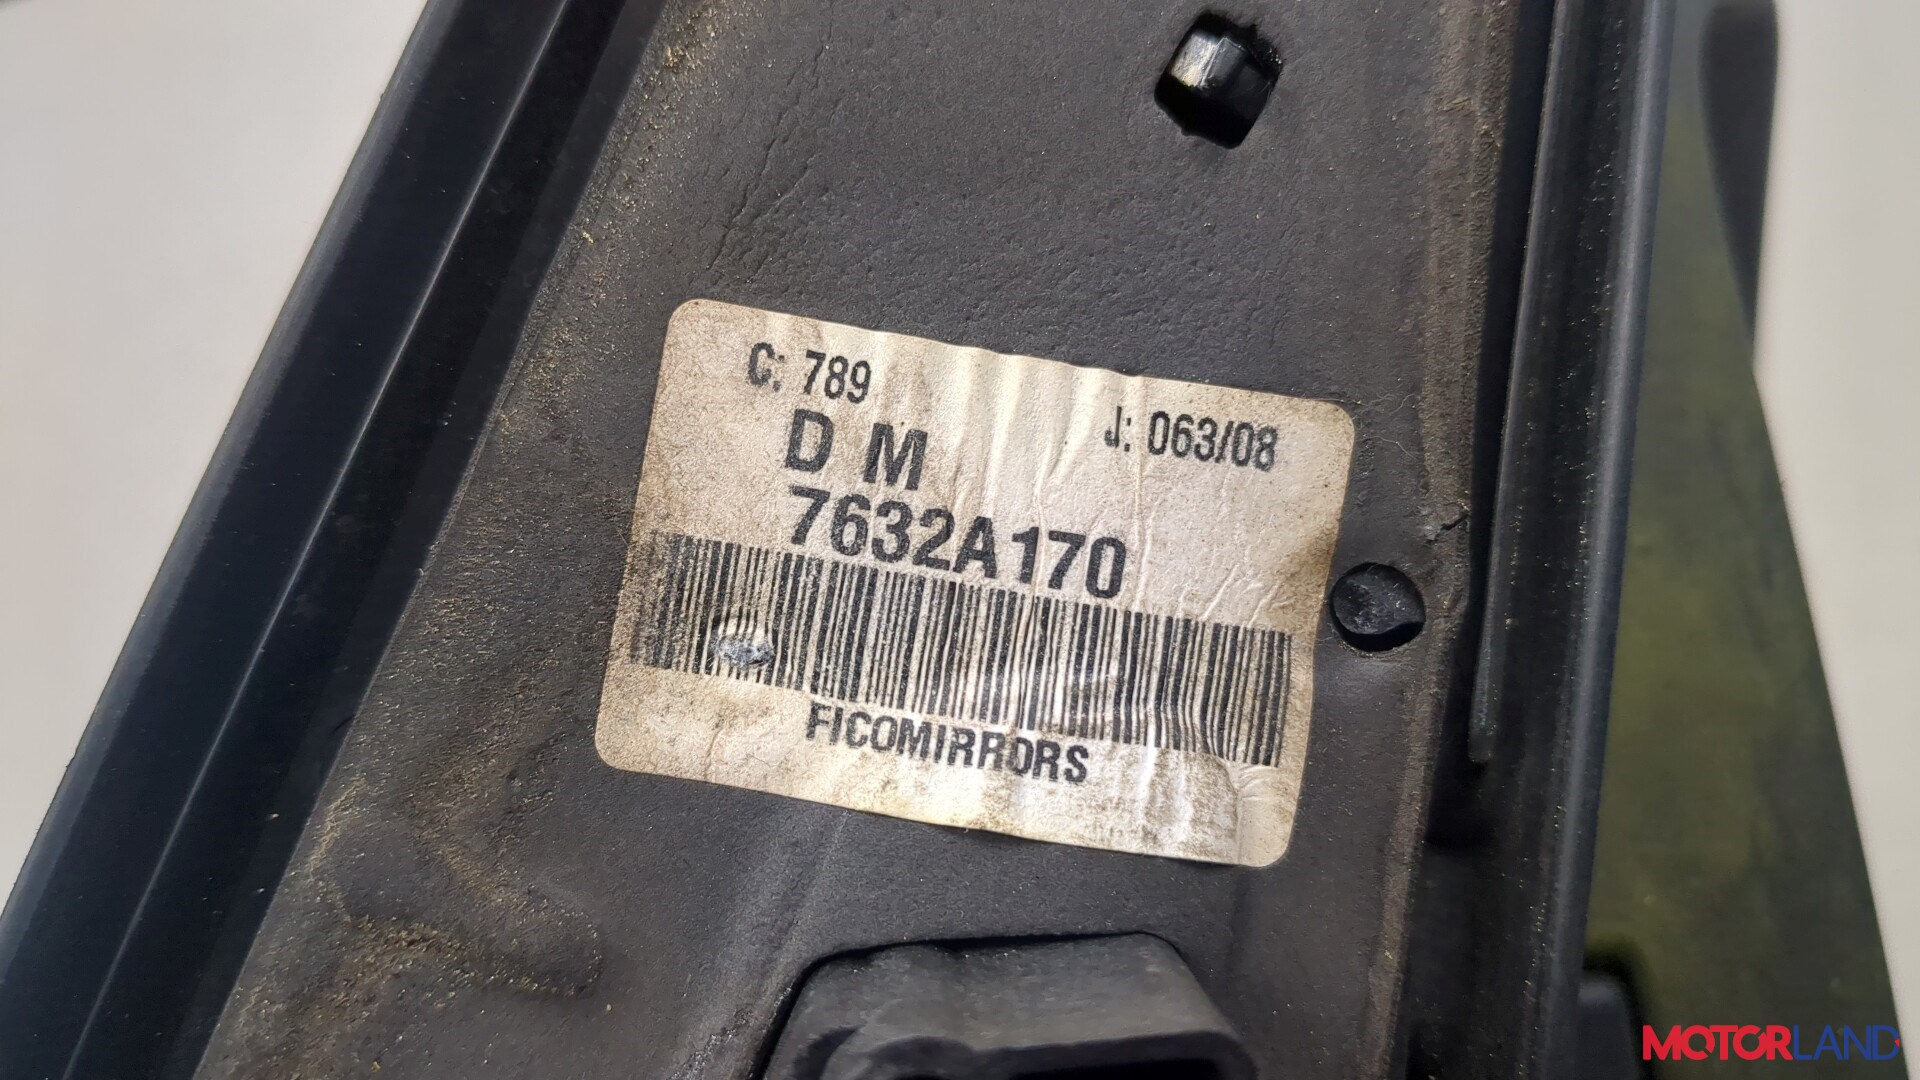 C: 789
J: 063/08
D M
7632A170
FICOMIRRORS
MOTORLAND